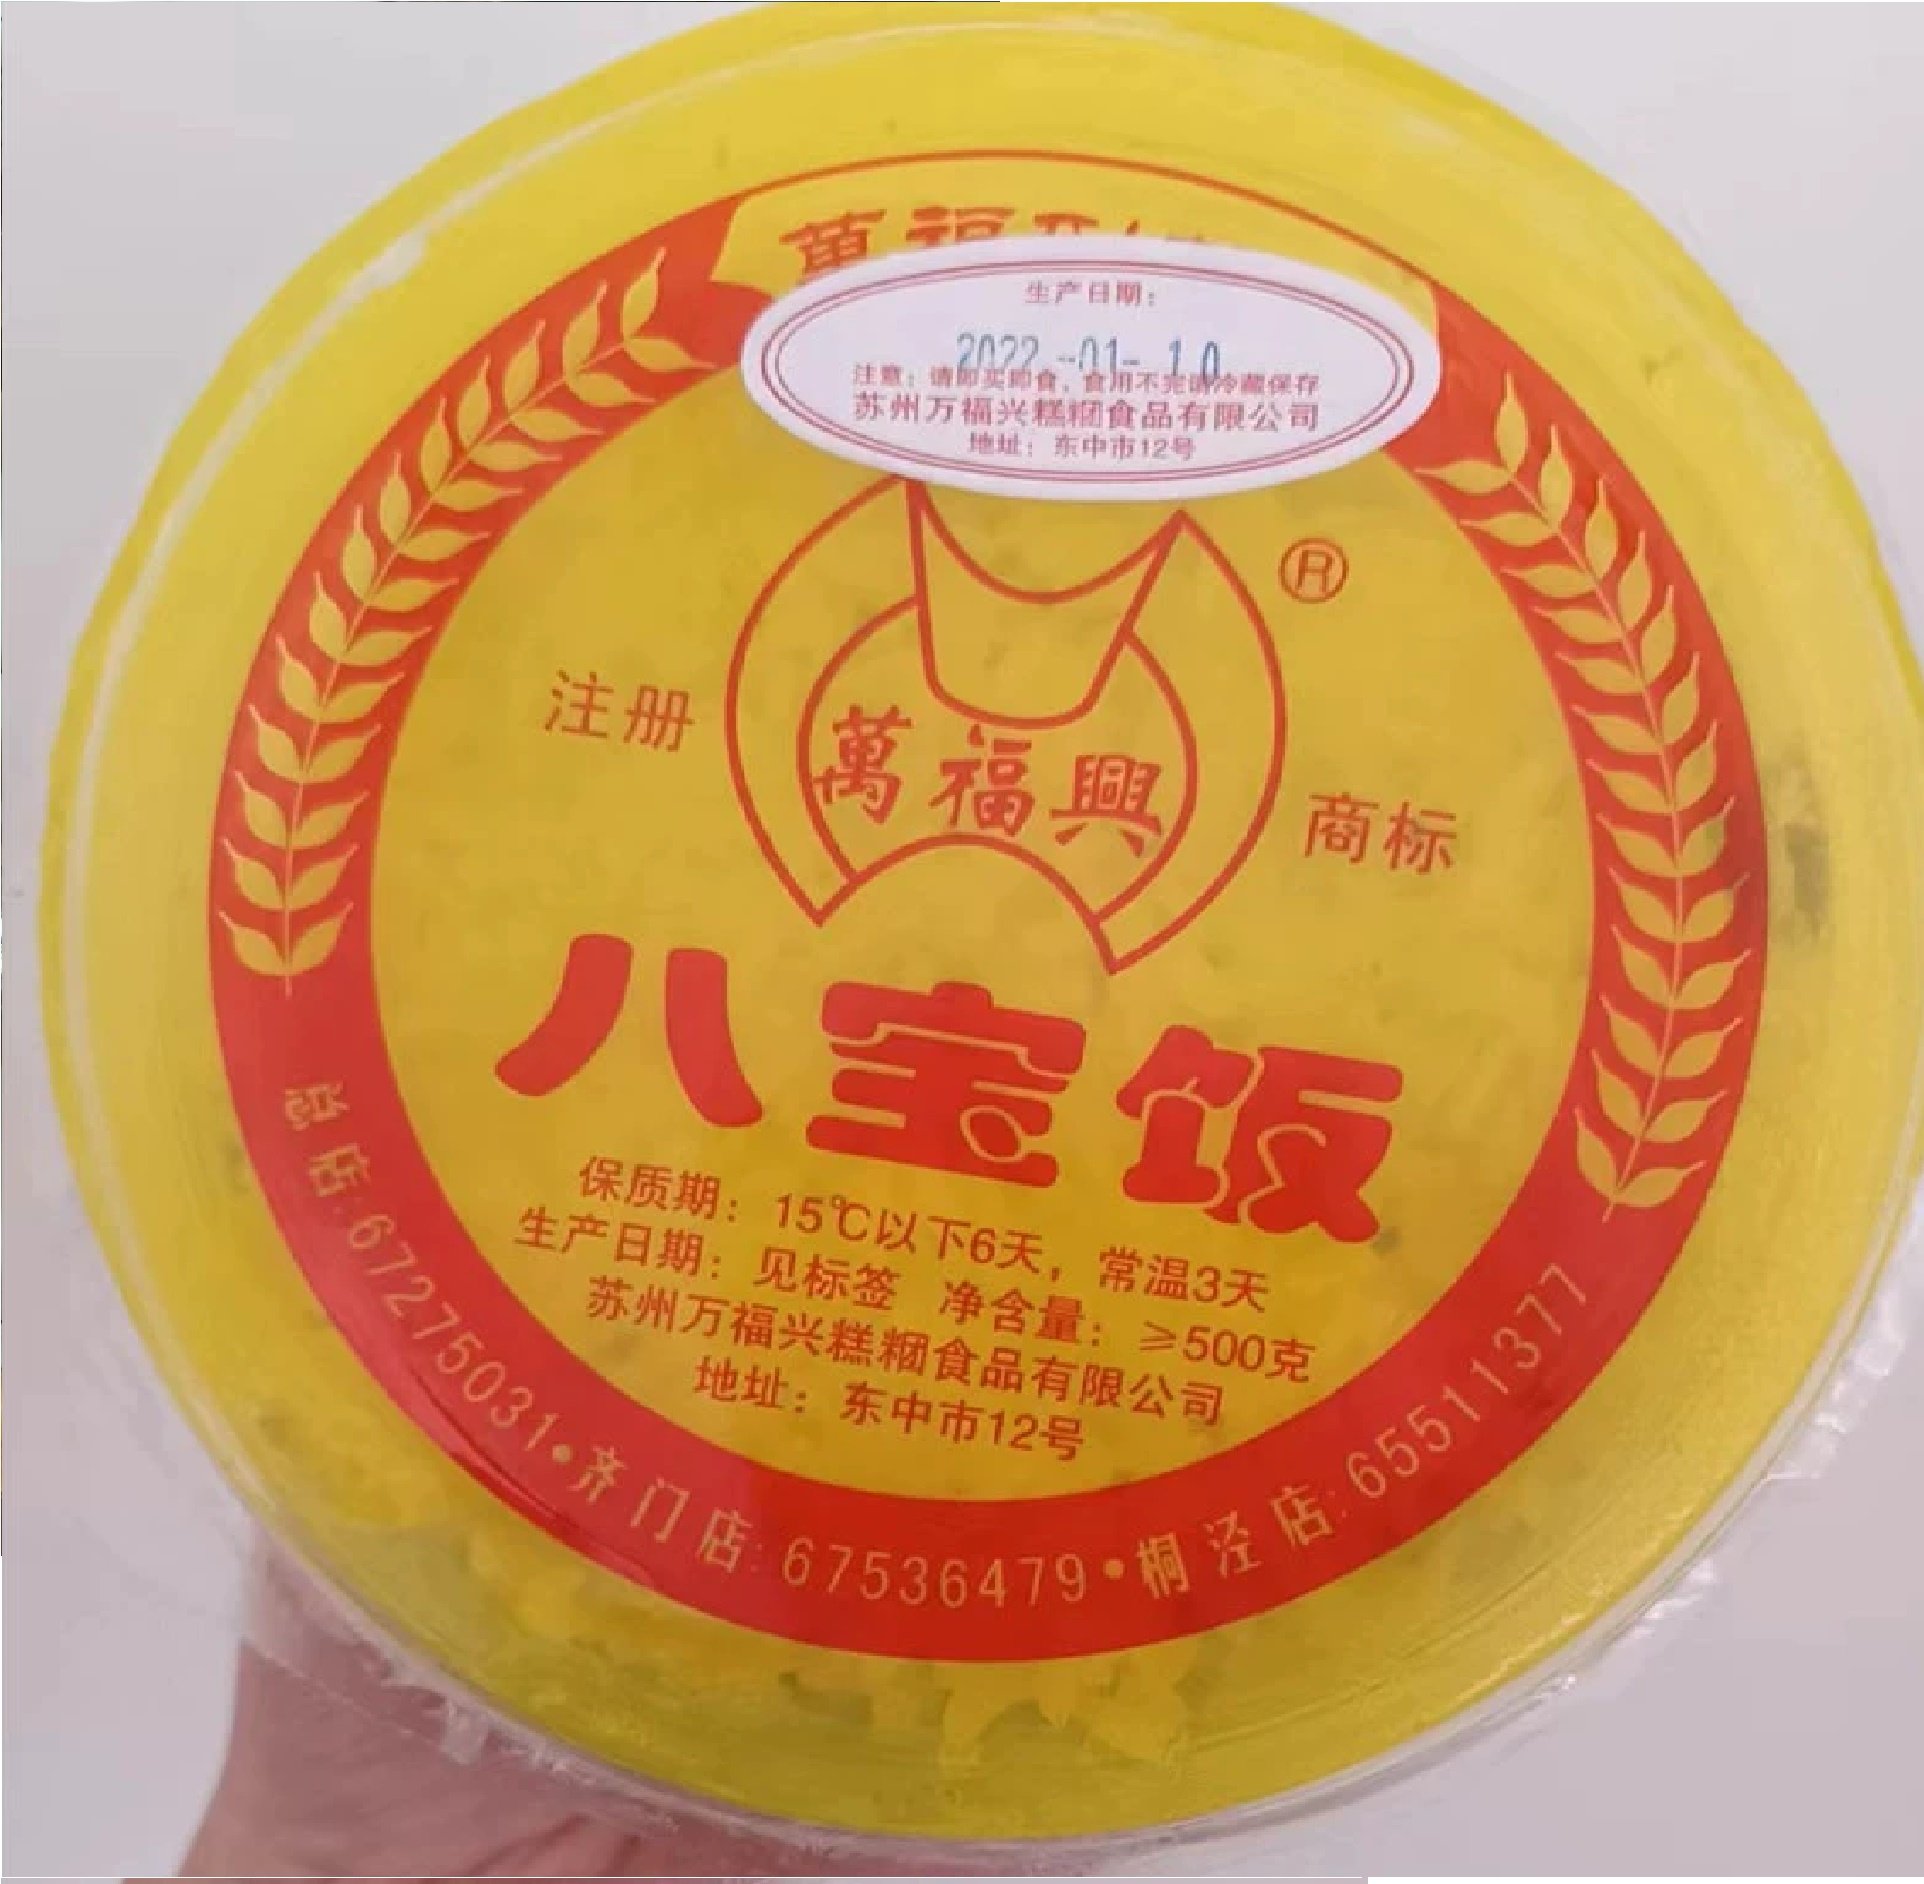 萬福
生产日期：
2022-01-10
注意：请即买即食，食用不完请冷藏保存
苏州万福兴糕糰食品有限公司
地址：东中市12号
®
注册
萬福興
商标
八宝饭
保质期：15℃以下6天，常温3天
生产日期：见标签 净含量：≥500克
苏州万福兴糕糰食品有限公司
地址：东中市12号
总店:67275031•齐门店:67536479•桐泾店:65511377